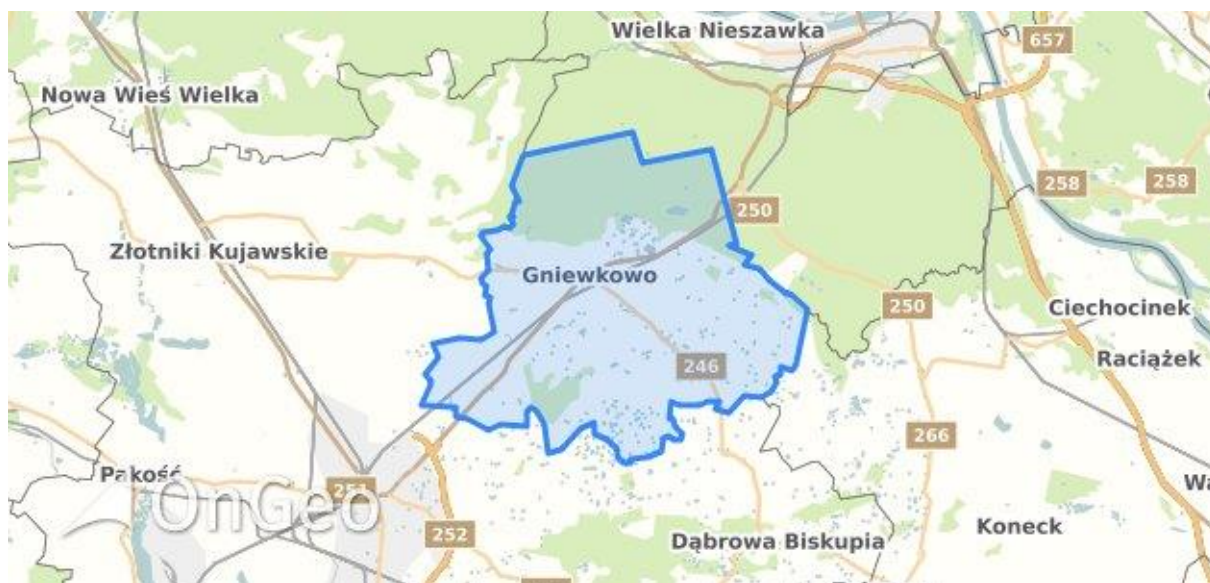 Wielka Nieszawka
657
Nowa Wieś Wielka
258
258
250
Złotniki Kujawskie
Gniewkowo
250
Ciechocinek
Raciążek
246
266
Pakość
251
OnGeo
252
Koneck
Dąbrowa Biskupia